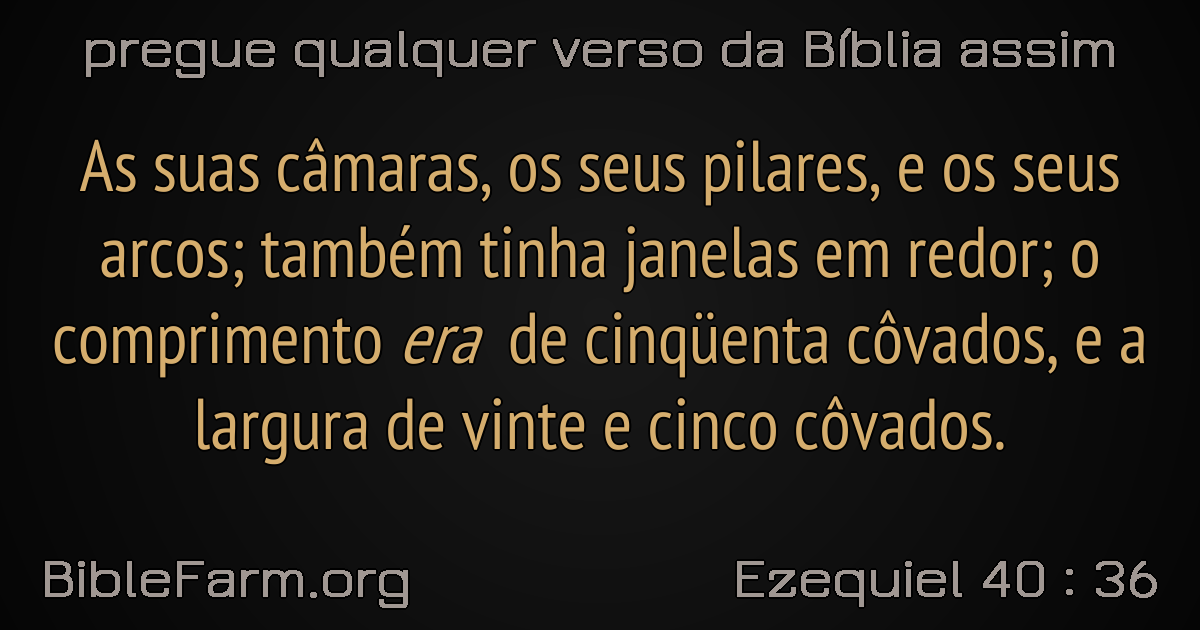 pregue qualquer verso da Bíblia assim
As suas câmaras, os seus pilares, e os seus
arcos; também tinha janelas em redor; o
comprimento era de cinqüenta côvados, e a
largura de vinte e cinco côvados.
BibleFarm.org
Ezequiel 40 : 36